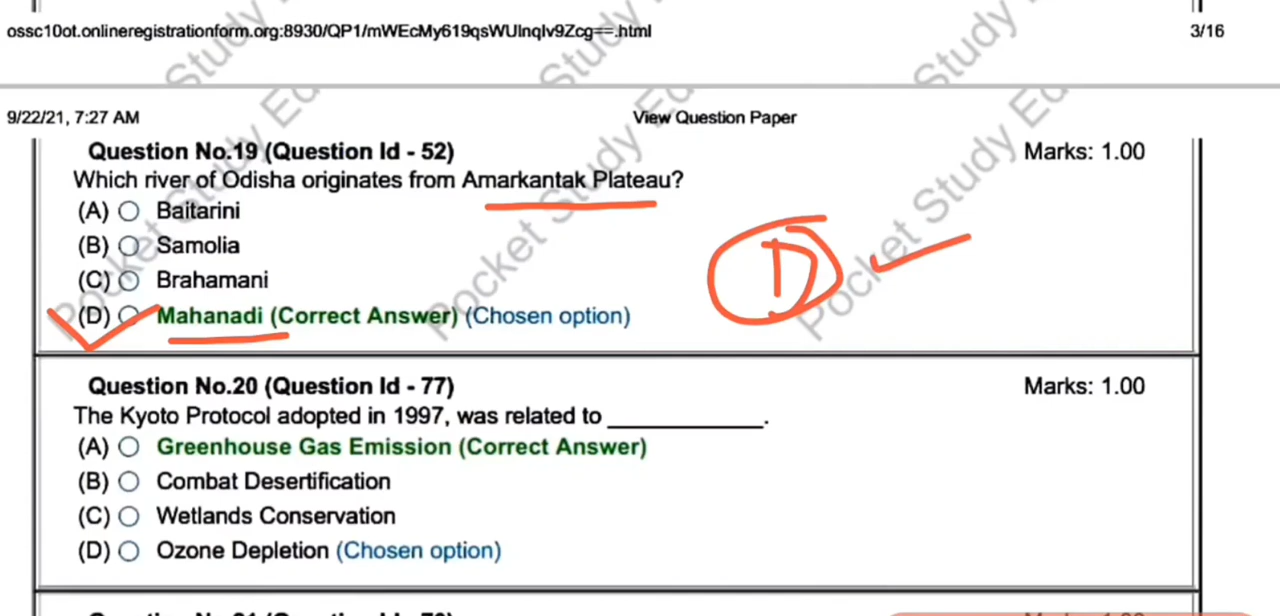 ossc10ot.onlineregistrationform.org:8930/QP1/mWEcMy619qsWUlnqlv9Zcg==.html 3/16
9/22/21, 7:27 AM View Question Paper
Question No.19 (Question Id - 52) Marks: 1.00
Which river of Odisha originates from Amarkantak Plateau?
(A) Baitarini
(B) Samolia
(C) Brahamani
(D) Mahanadi (Correct Answer) (Chosen option)
D
Question No.20 (Question Id - 77) Marks: 1.00
The Kyoto Protocol adopted in 1997, was related to ____________.
(A) Greenhouse Gas Emission (Correct Answer)
(B) Combat Desertification
(C) Wetlands Conservation
(D) Ozone Depletion (Chosen option)
Pocket Study
Pocket Study
Pocket Study